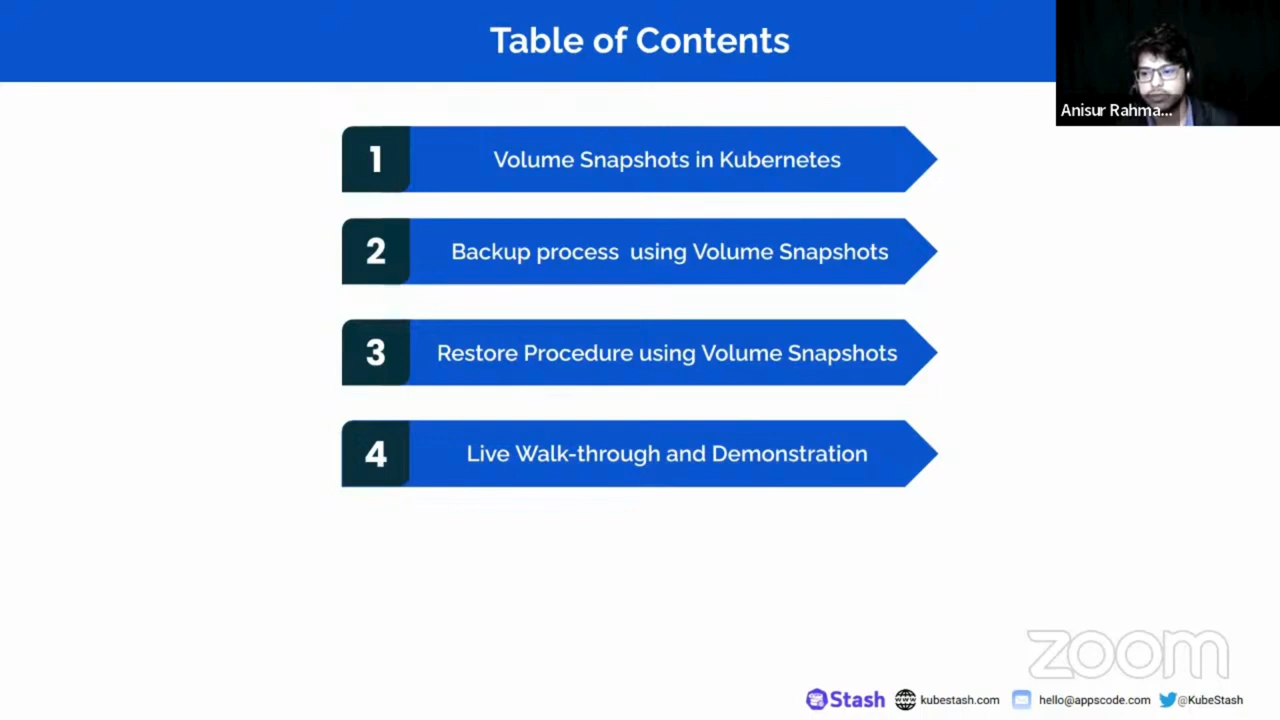 Table of Contents
Anisur Rahma...
1
Volume Snapshots in Kubernetes
2
Backup process using Volume Snapshots
3
Restore Procedure using Volume Snapshots
4
Live Walk-through and Demonstration
zoom
Stash
www
kubestash.com
hello@appscode.com
@KubeStash